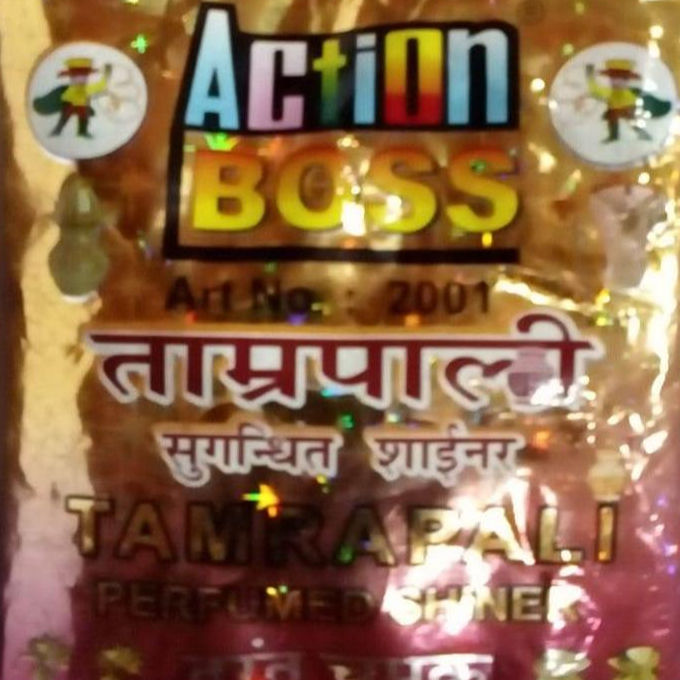 Action
BOSS
Art No. : 2001
ताम्रपाली
सुगन्धित शाईनर
TAMRAPALI
PERFUMED SHINER